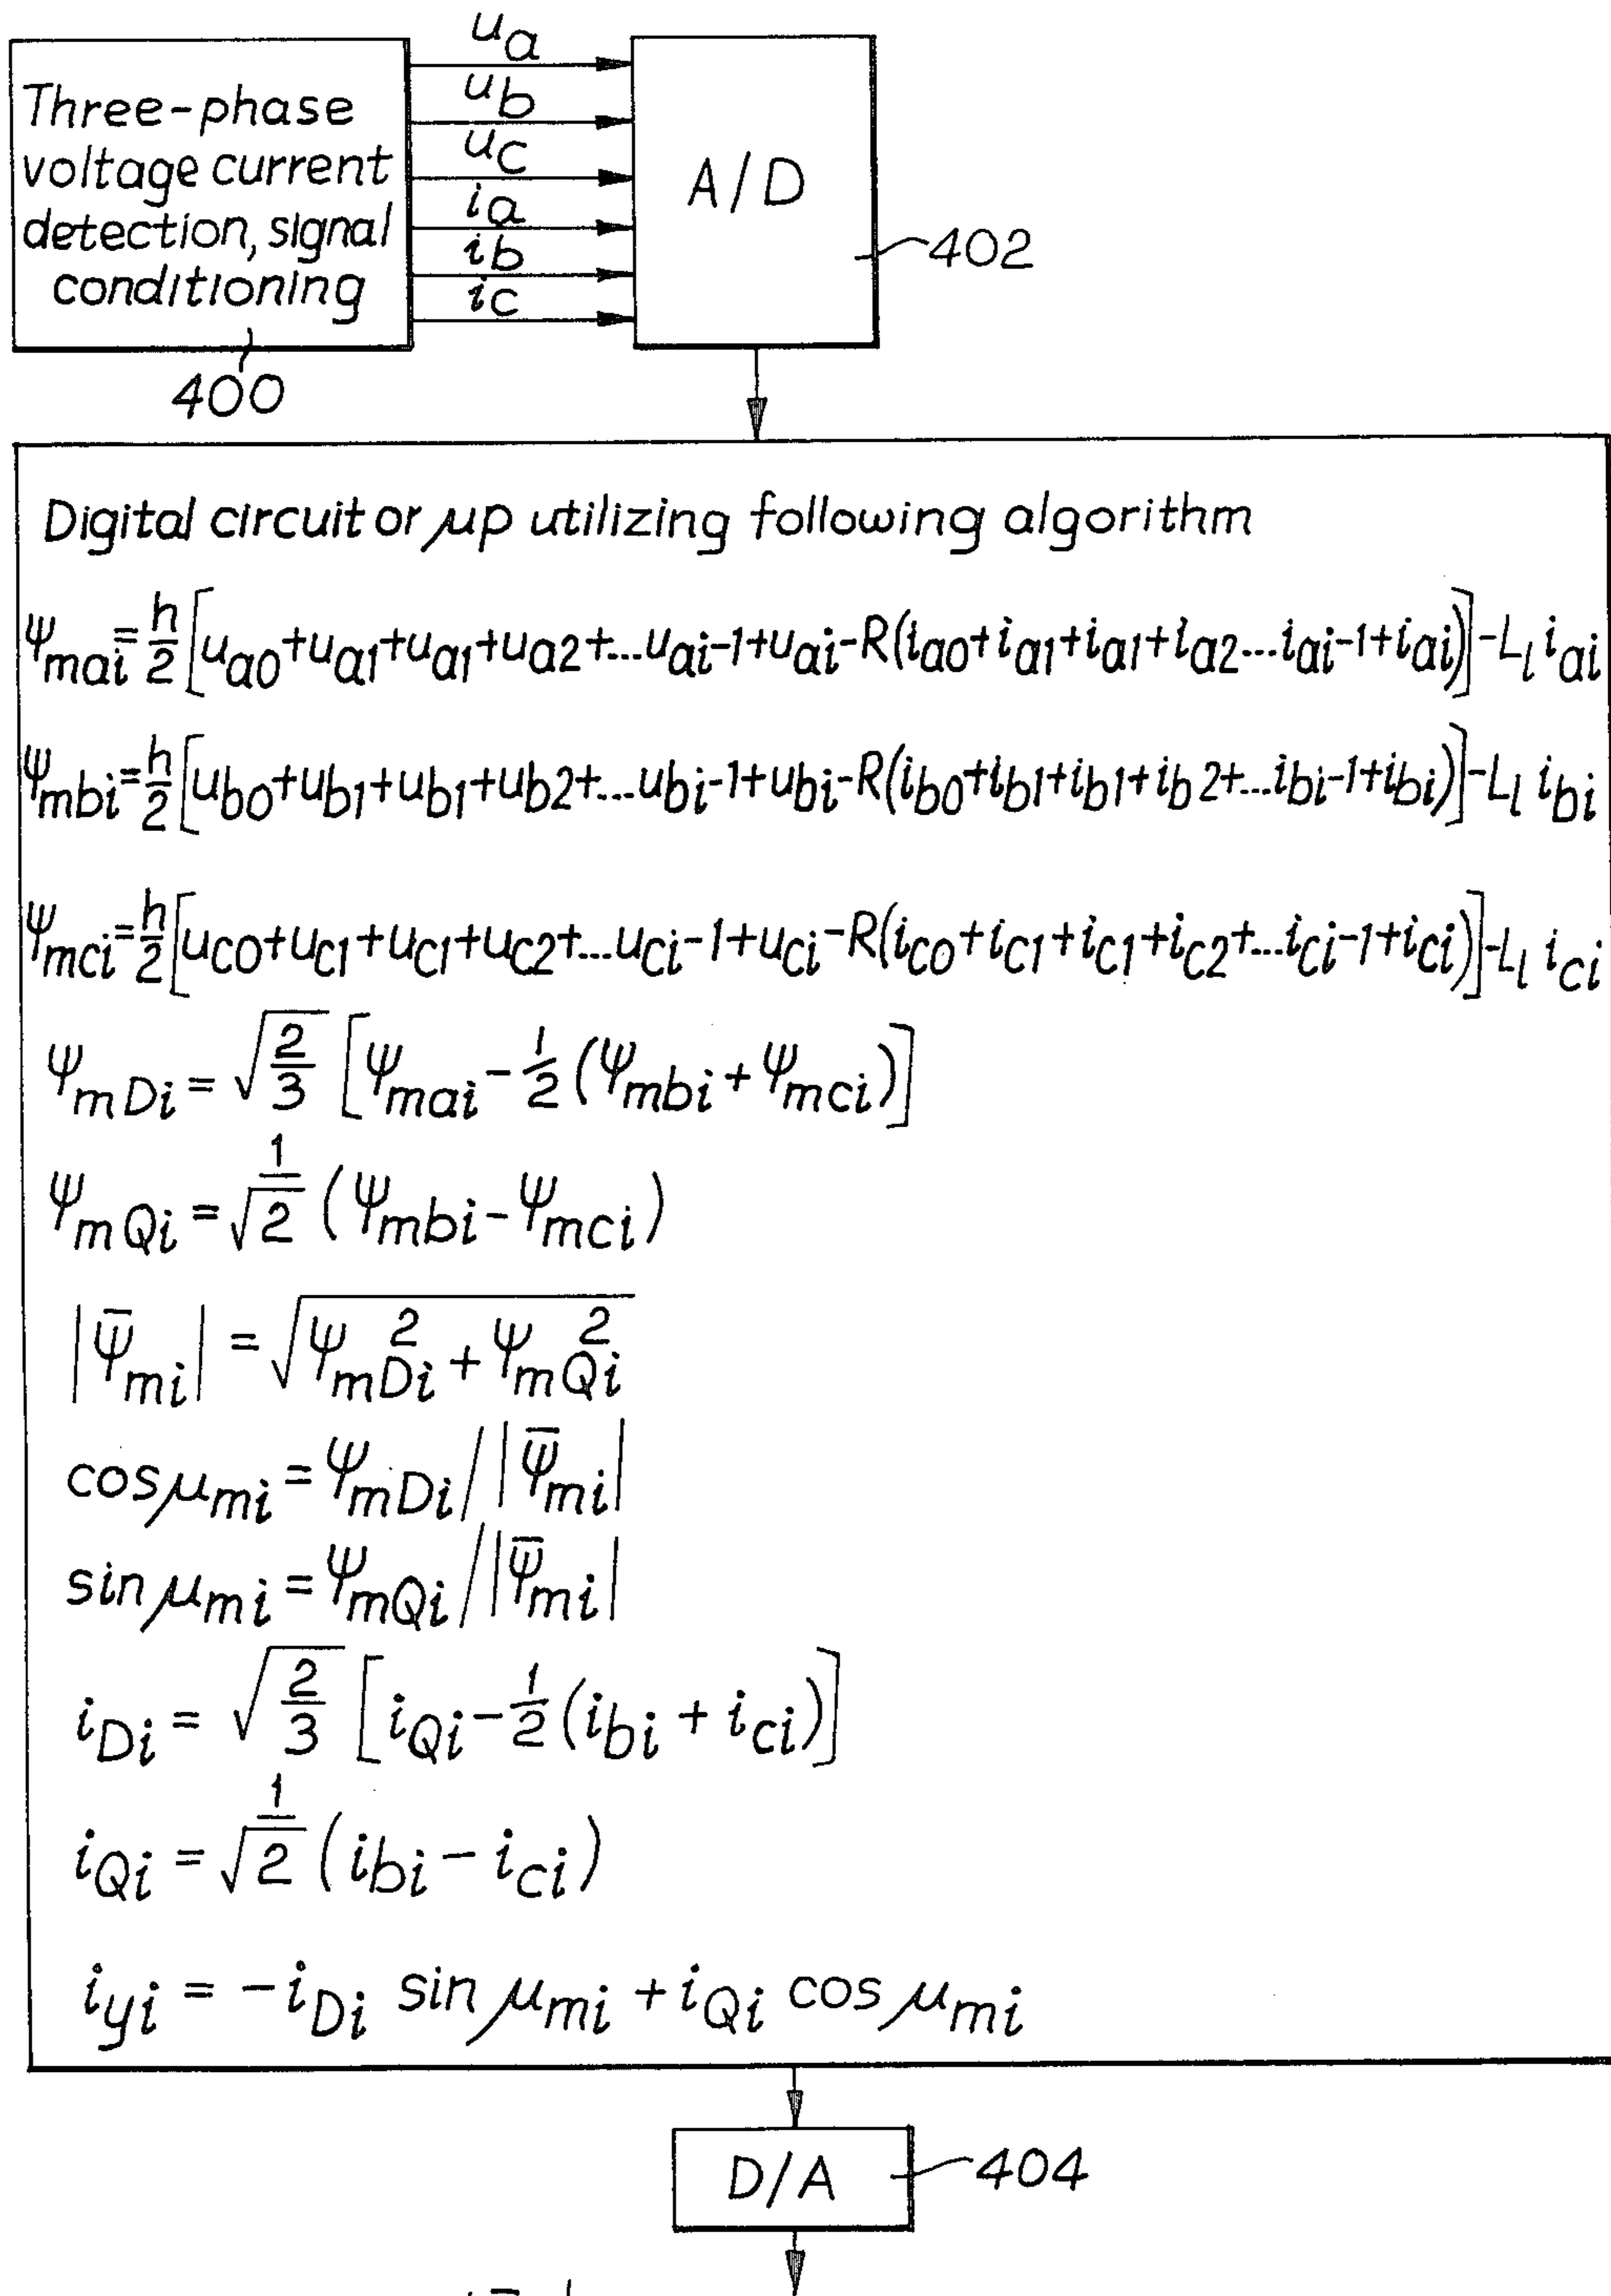 u_a
u_b
u_c
i_a
i_b
i_c
Three-phase
voltage current
detection, signal
conditioning
400
A/D
402
Digital circuit or μp utilizing following algorithm
Ψ_mai = h/2 [u_a0+u_a1+u_a1+u_a2+...u_ai-1+u_ai-R(i_a0+i_a1+i_a1+i_a2...i_ai-1+i_ai)]-L_l i_ai
Ψ_mbi = h/2 [u_b0+u_b1+u_b1+u_b2+...u_bi-1+u_bi-R(i_b0+i_b1+i_b1+i_b2+...i_bi-1+i_bi)]-L_l i_bi
Ψ_mci = h/2 [u_c0+u_c1+u_c1+u_c2+...u_ci-1+u_ci-R(i_c0+i_c1+i_c1+i_c2+...i_ci-1+i_ci)]-L_l i_ci
Ψ_mDi = √(2/3) [Ψ_mai - 1/2 (Ψ_mbi + Ψ_mci)]
Ψ_mQi = 1/√2 (Ψ_mbi - Ψ_mci)
|Ψ̄_mi| = √(Ψ_mDi² + Ψ_mQi²)
cos μ_mi = Ψ_mDi / |Ψ̄_mi|
sin μ_mi = Ψ_mQi / |Ψ̄_mi|
i_Di = √(2/3) [i_Qi - 1/2 (i_bi + i_ci)]
i_Qi = 1/√2 (i_bi - i_ci)
i_yi = -i_Di sin μ_mi + i_Qi cos μ_mi
D/A
404